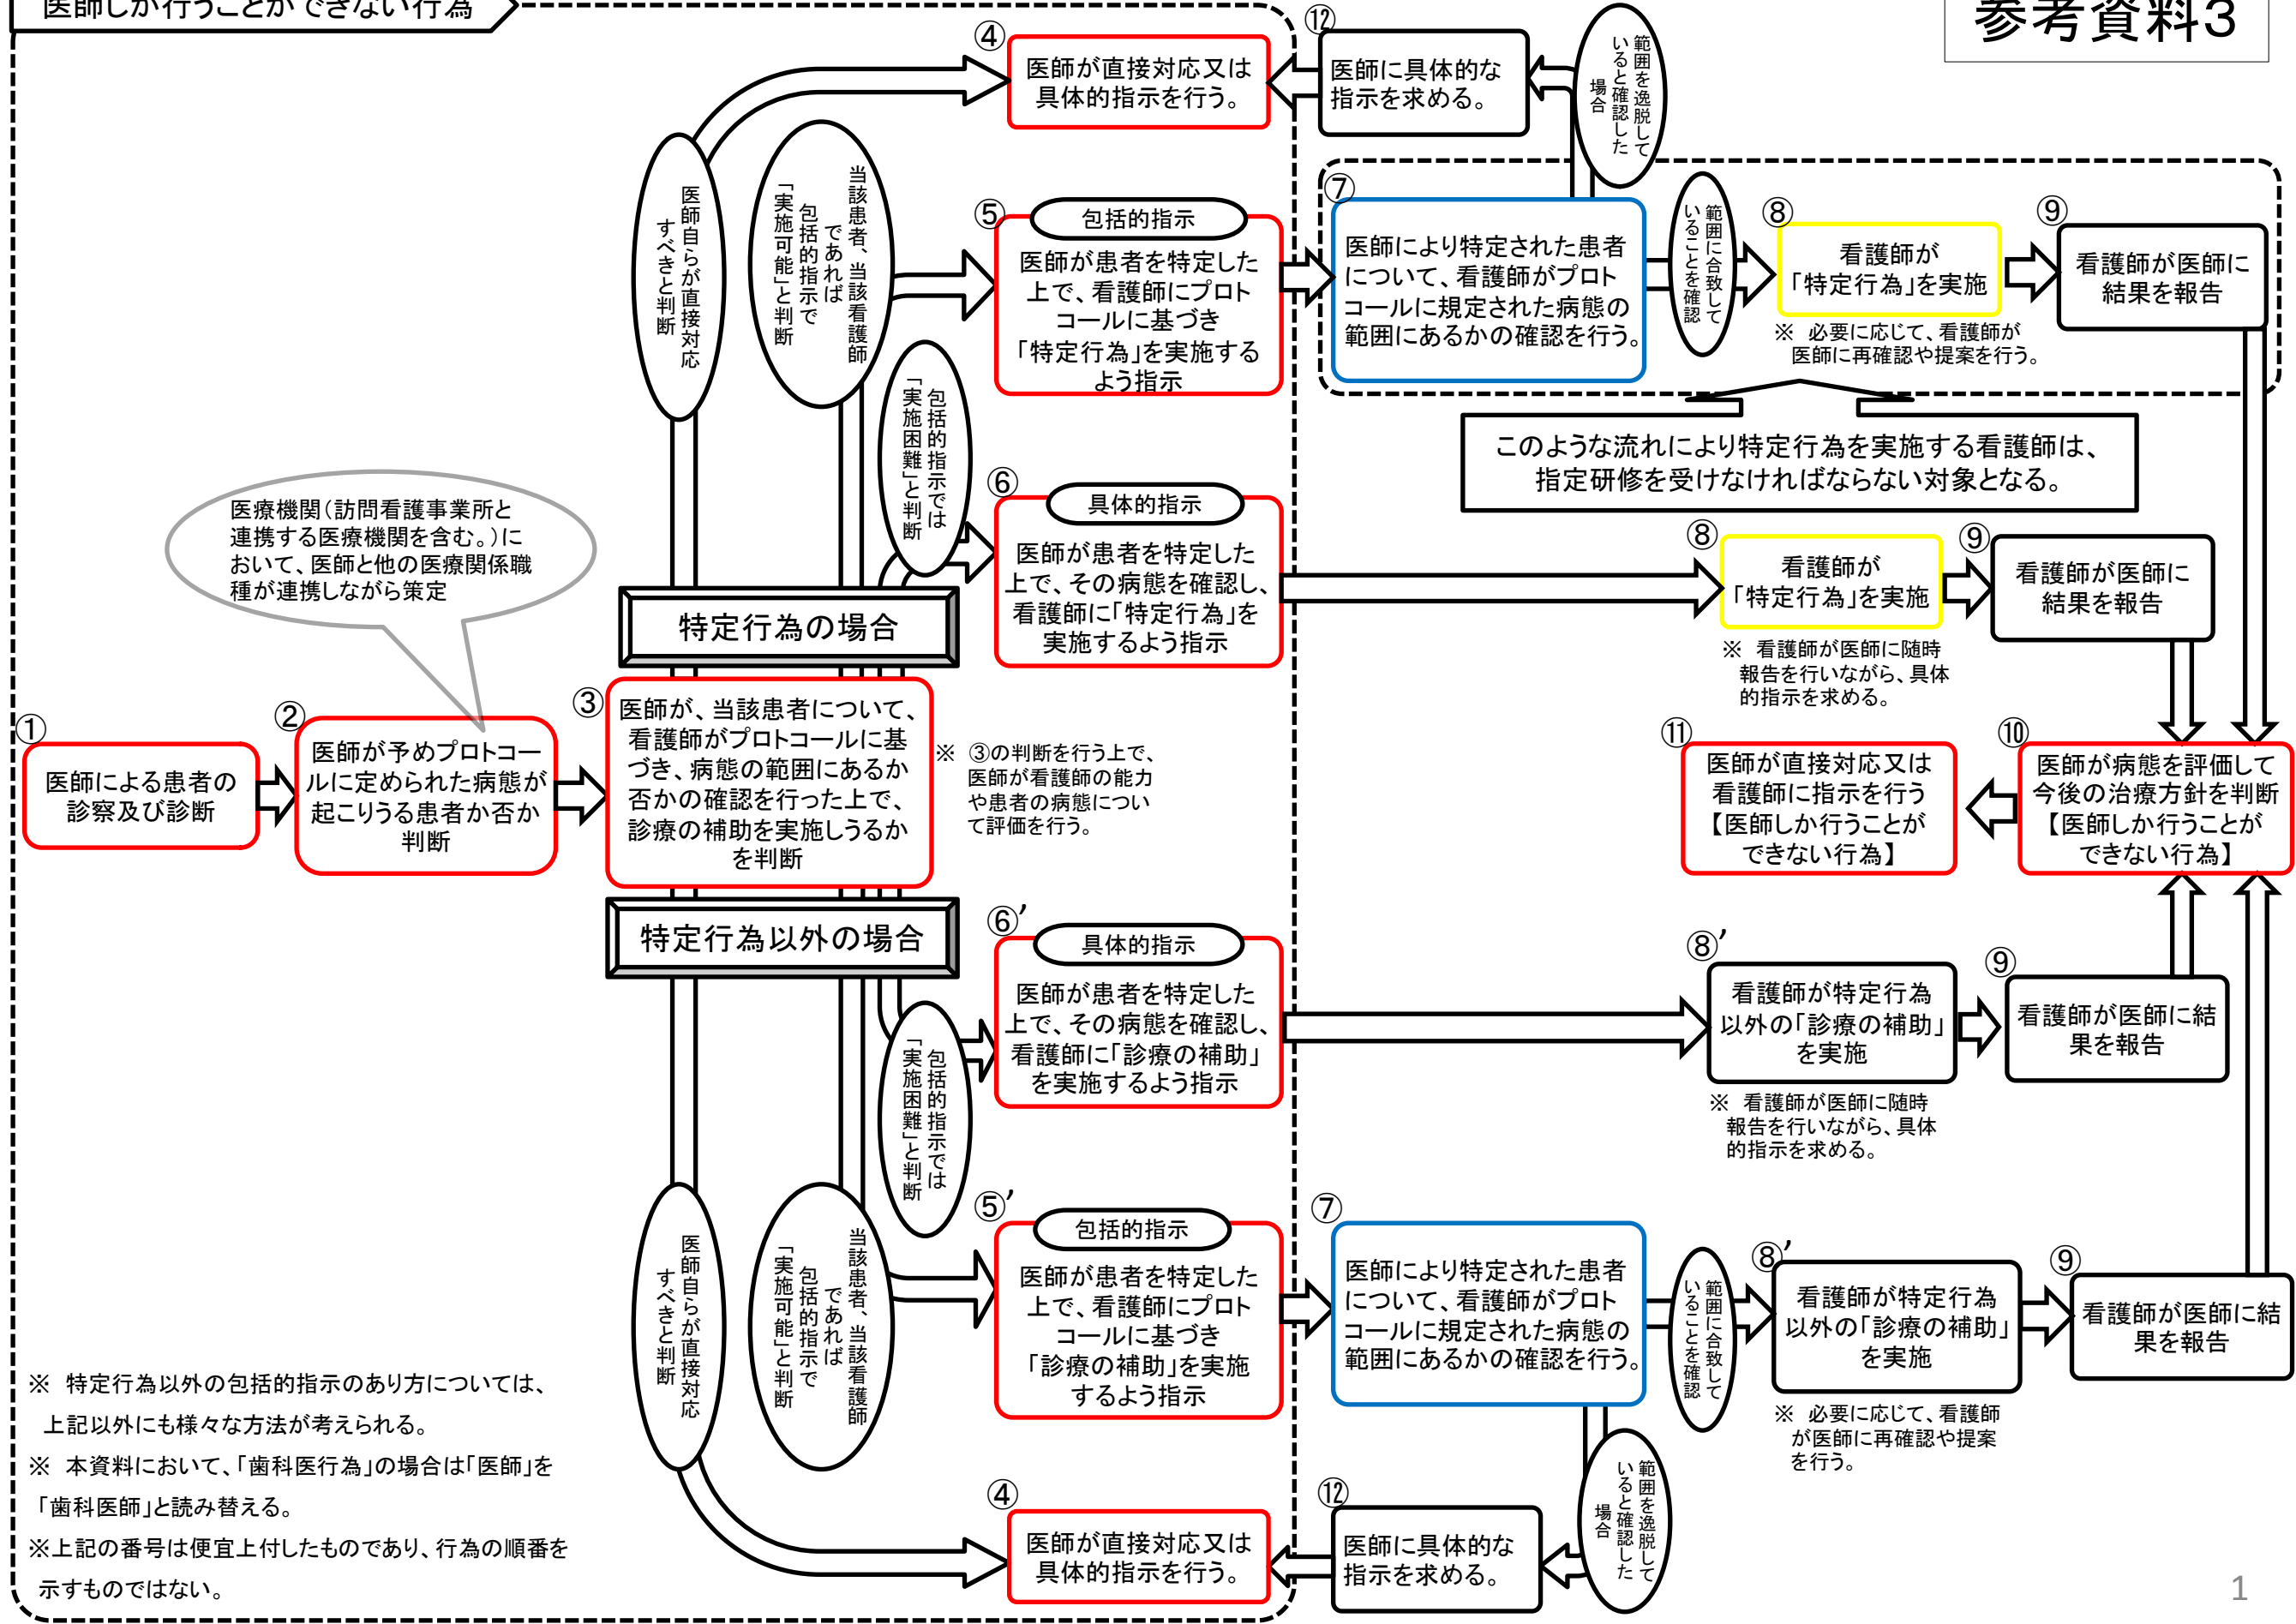 医師しか行うことができない行為
参考資料3
④
医師が直接対応又は
具体的指示を行う。
⑫
医師に具体的な
指示を求める。
範囲を逸脱して
いると確認した
場合
医師自らが直接対応
すべきと判断
当該患者、当該看護師
であれば
包括的指示で
「実施可能」と判断
⑤
包括的指示
医師が患者を特定した
上で、看護師にプロト
コールに基づき
「特定行為」を実施する
よう指示
⑦
医師により特定された患者
について、看護師がプロト
コールに規定された病態の
範囲にあるかの確認を行う。
範囲に合致して
いることを確認
⑧
看護師が
「特定行為」を実施
※ 必要に応じて、看護師が
医師に再確認や提案を行う。
⑨
看護師が医師に
結果を報告
このような流れにより特定行為を実施する看護師は、
指定研修を受けなければならない対象となる。
包括的指示では
「実施困難」と判断
⑥
具体的指示
医師が患者を特定した
上で、その病態を確認し、
看護師に「特定行為」を
実施するよう指示
⑧
看護師が
「特定行為」を実施
※ 看護師が医師に随時
報告を行いながら、具体
的指示を求める。
⑨
看護師が医師に
結果を報告
医療機関(訪問看護事業所と
連携する医療機関を含む。)に
おいて、医師と他の医療関係職
種が連携しながら策定
特定行為の場合
①
医師による患者の
診察及び診断
②
医師が予めプロトコー
ルに定められた病態が
起こりうる患者か否か
判断
③
医師が、当該患者について、
看護師がプロトコールに基
づき、病態の範囲にあるか
否かの確認を行った上で、
診療の補助を実施しうるか
を判断
※ ③の判断を行う上で、
医師が看護師の能力
や患者の病態につい
て評価を行う。
⑪
医師が直接対応又は
看護師に指示を行う
【医師しか行うことが
できない行為】
⑩
医師が病態を評価して
今後の治療方針を判断
【医師しか行うことが
できない行為】
特定行為以外の場合
⑥’
具体的指示
医師が患者を特定した
上で、その病態を確認し、
看護師に「診療の補助」
を実施するよう指示
⑧’
看護師が特定行為
以外の「診療の補助」
を実施
※ 看護師が医師に随時
報告を行いながら、具体
的指示を求める。
⑨
看護師が医師に結
果を報告
包括的指示では
「実施困難」と判断
医師自らが直接対応
すべきと判断
当該患者、当該看護師
であれば
包括的指示で
「実施可能」と判断
⑤’
包括的指示
医師が患者を特定した
上で、看護師にプロト
コールに基づき
「診療の補助」を実施
するよう指示
⑦
医師により特定された患者
について、看護師がプロト
コールに規定された病態の
範囲にあるかの確認を行う。
範囲に合致して
いることを確認
⑧’
看護師が特定行為
以外の「診療の補助」
を実施
※ 必要に応じて、看護師
が医師に再確認や提案
を行う。
⑨
看護師が医師に結
果を報告
④
医師が直接対応又は
具体的指示を行う。
⑫
医師に具体的な
指示を求める。
範囲を逸脱して
いると確認した
場合
※ 特定行為以外の包括的指示のあり方については、
上記以外にも様々な方法が考えられる。
※ 本資料において、「歯科医行為」の場合は「医師」を
「歯科医師」と読み替える。
※上記の番号は便宜上付したものであり、行為の順番を
示すものではない。
1